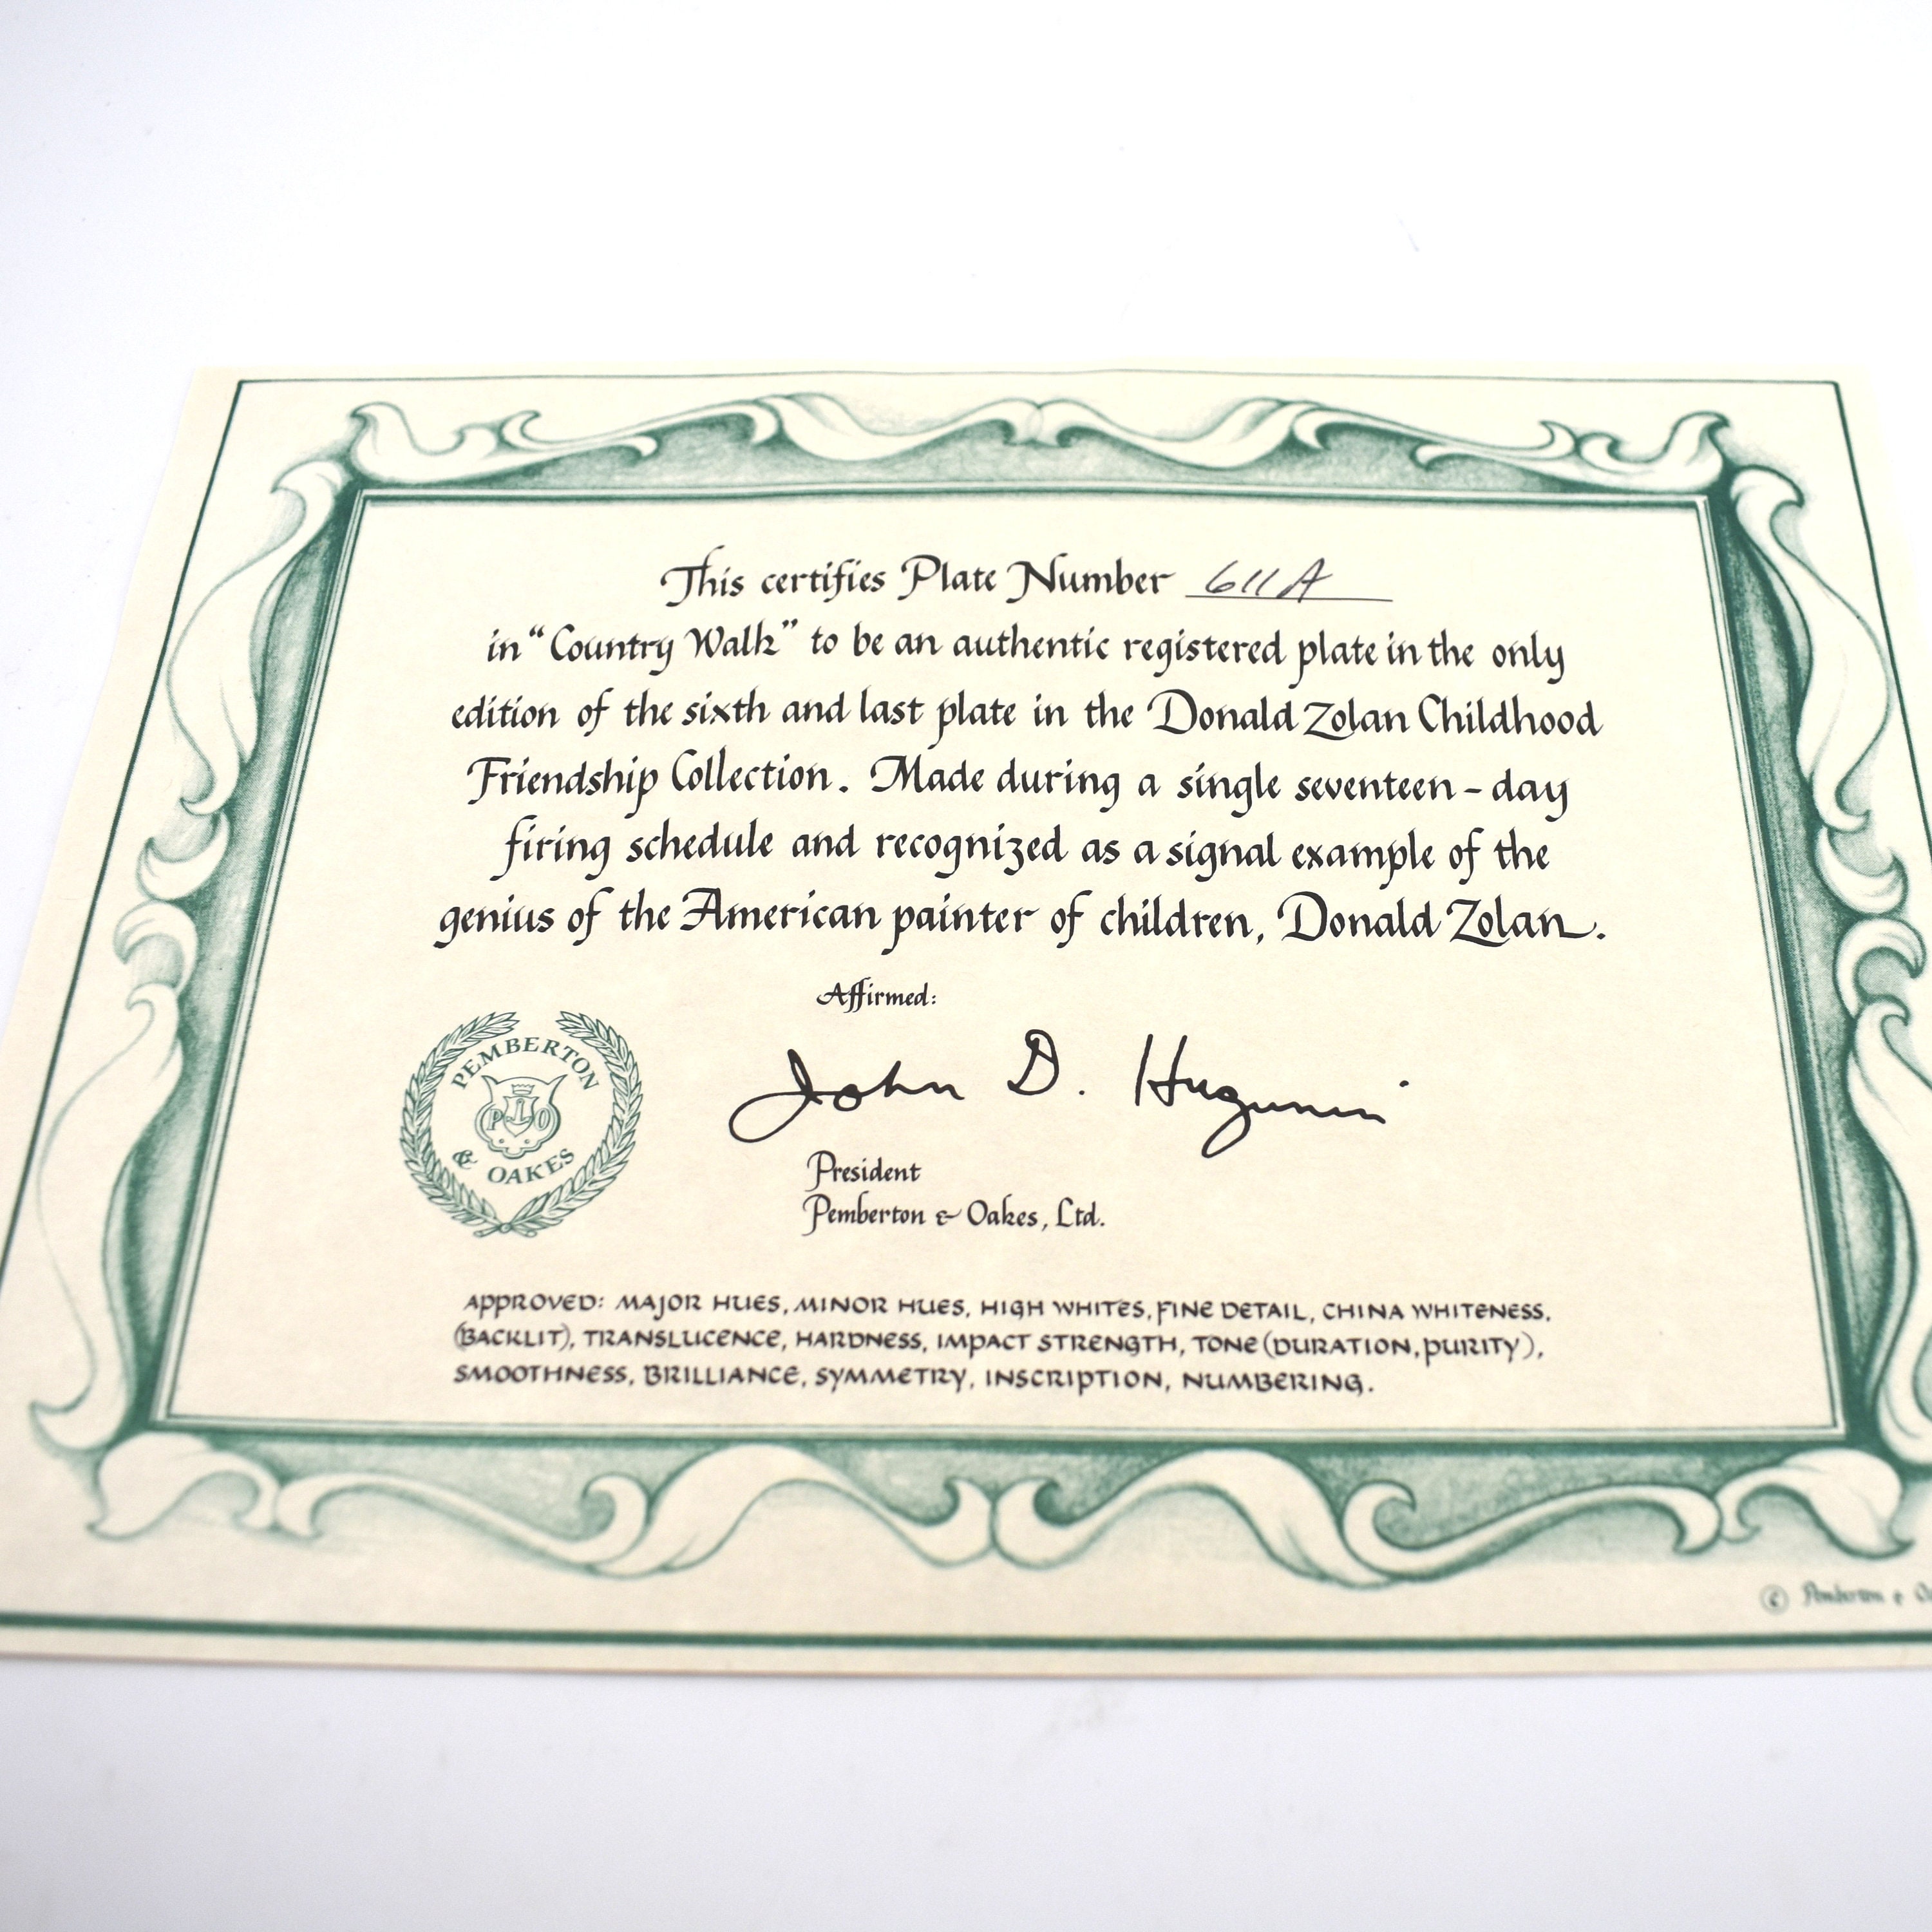 This certifies Plate Number 611A
in "Country Walk" to be an authentic registered plate in the only
edition of the sixth and last plate in the Donald Zolan Childhood
Friendship Collection. Made during a single seventeen-day
firing schedule and recognized as a signal example of the
genius of the American painter of children, Donald Zolan.
Affirmed:
PEMBERTON
P&O
& OAKES
John D. Hugunin
President
Pemberton & Oakes, Ltd.
APPROVED: MAJOR HUES, MINOR HUES, HIGH WHITES, FINE DETAIL, CHINA WHITENESS,
(BACKLIT), TRANSLUCENCE, HARDNESS, IMPACT STRENGTH, TONE (DURATION, PURITY),
SMOOTHNESS, BRILLIANCE, SYMMETRY, INSCRIPTION, NUMBERING.
© Pemberton &